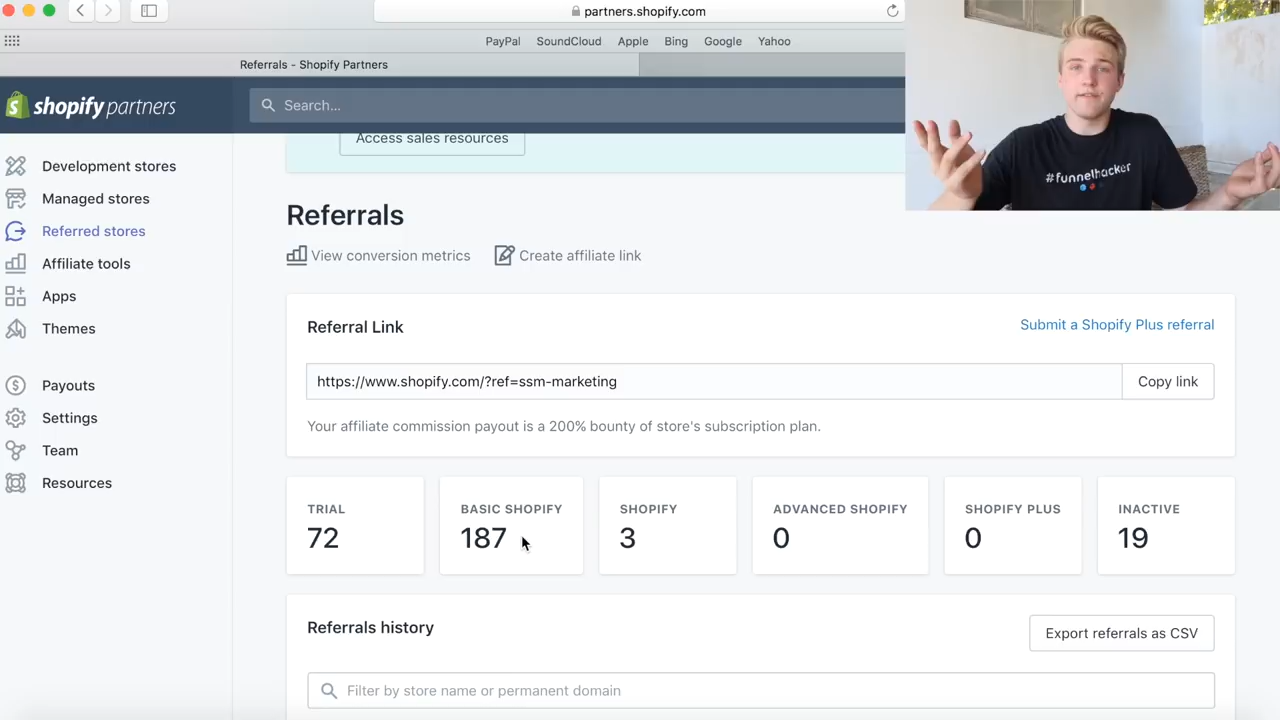 partners.shopify.com
PayPal SoundCloud Apple Bing Google Yahoo
Referrals - Shopify Partners
shopify partners
Search...
#funnelhacker
Development stores
Managed stores
Referred stores
Affiliate tools
Apps
Themes
Payouts
Settings
Team
Resources
Access sales resources
Referrals
View conversion metrics Create affiliate link
Referral Link
Submit a Shopify Plus referral
https://www.shopify.com/?ref=ssm-marketing
Copy link
Your affiliate commission payout is a 200% bounty of store's subscription plan.
TRIAL
72
BASIC SHOPIFY
187
SHOPIFY
3
ADVANCED SHOPIFY
0
SHOPIFY PLUS
0
INACTIVE
19
Referrals history
Export referrals as CSV
Filter by store name or permanent domain